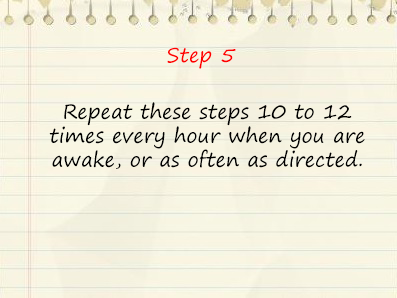 Step 5
Repeat these steps 10 to 12
times every hour when you are
awake, or as often as directed.